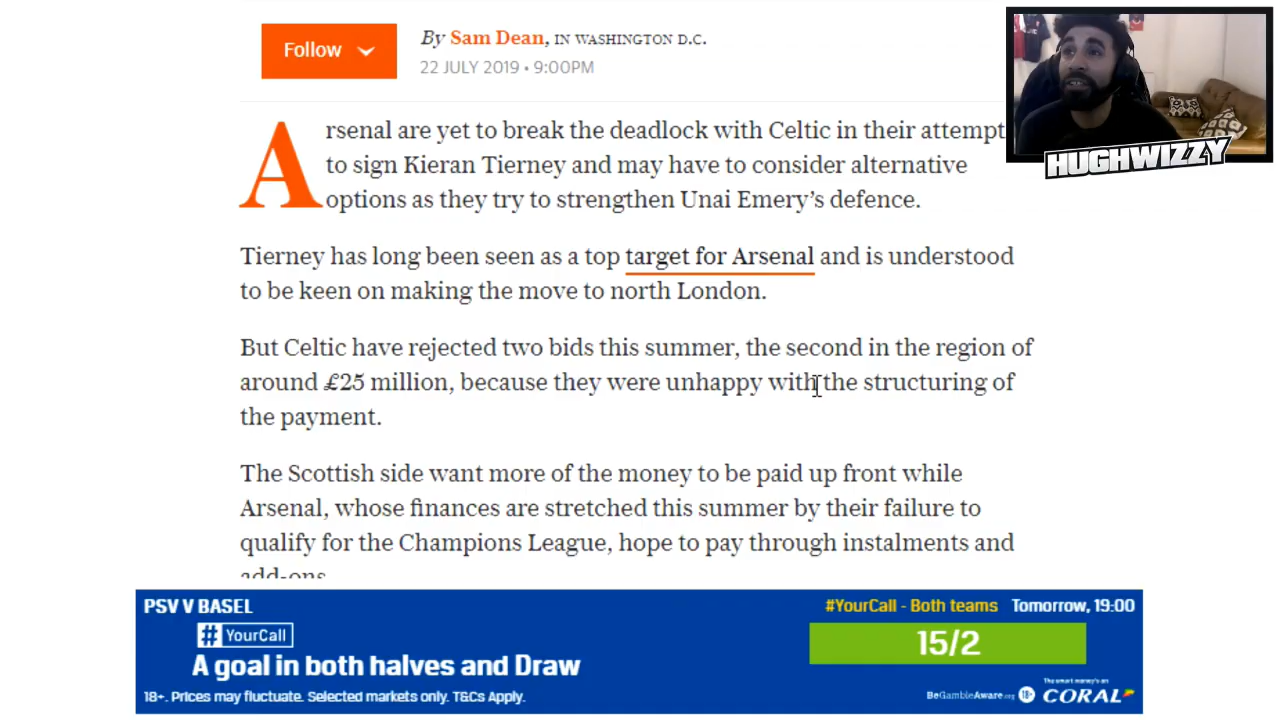 Follow
By Sam Dean, IN WASHINGTON D.C.
22 JULY 2019 • 9:00PM
HUGHWIZZY
Arsenal are yet to break the deadlock with Celtic in their attempt
to sign Kieran Tierney and may have to consider alternative
options as they try to strengthen Unai Emery’s defence.
Tierney has long been seen as a top target for Arsenal and is understood
to be keen on making the move to north London.
But Celtic have rejected two bids this summer, the second in the region of
around £25 million, because they were unhappy with the structuring of
the payment.
The Scottish side want more of the money to be paid up front while
Arsenal, whose finances are stretched this summer by their failure to
qualify for the Champions League, hope to pay through instalments and
add-ons.
PSV V BASEL
#YourCall - Both teams Tomorrow, 19:00
# YourCall
15/2
A goal in both halves and Draw
18+. Prices may fluctuate. Selected markets only. T&Cs Apply.
The smart money's on
BeGambleAware.org 18+ CORAL